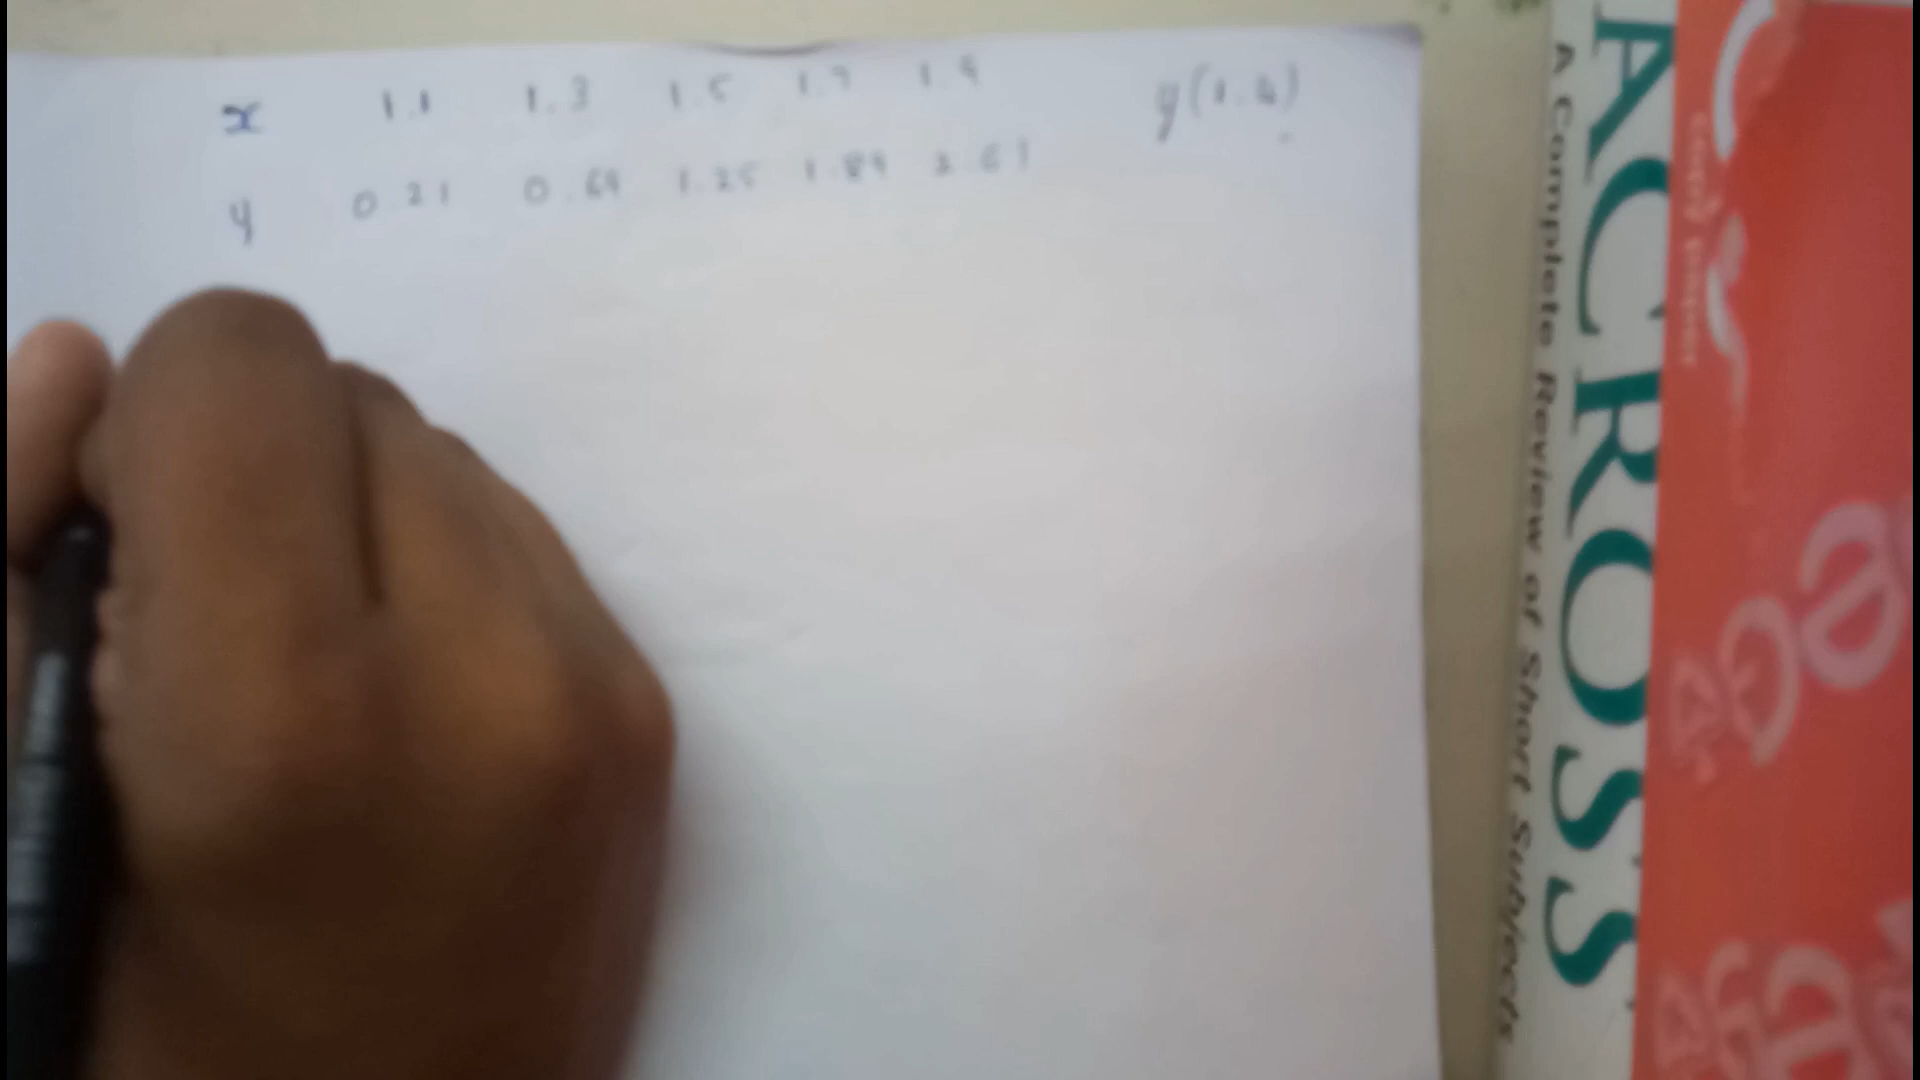 x 1.1 1.3 1.5 1.7 1.9 y(1.4)
y 0.21 0.69 1.25 1.89 2.61
ACROSS
A Complete Review of Short Subjects